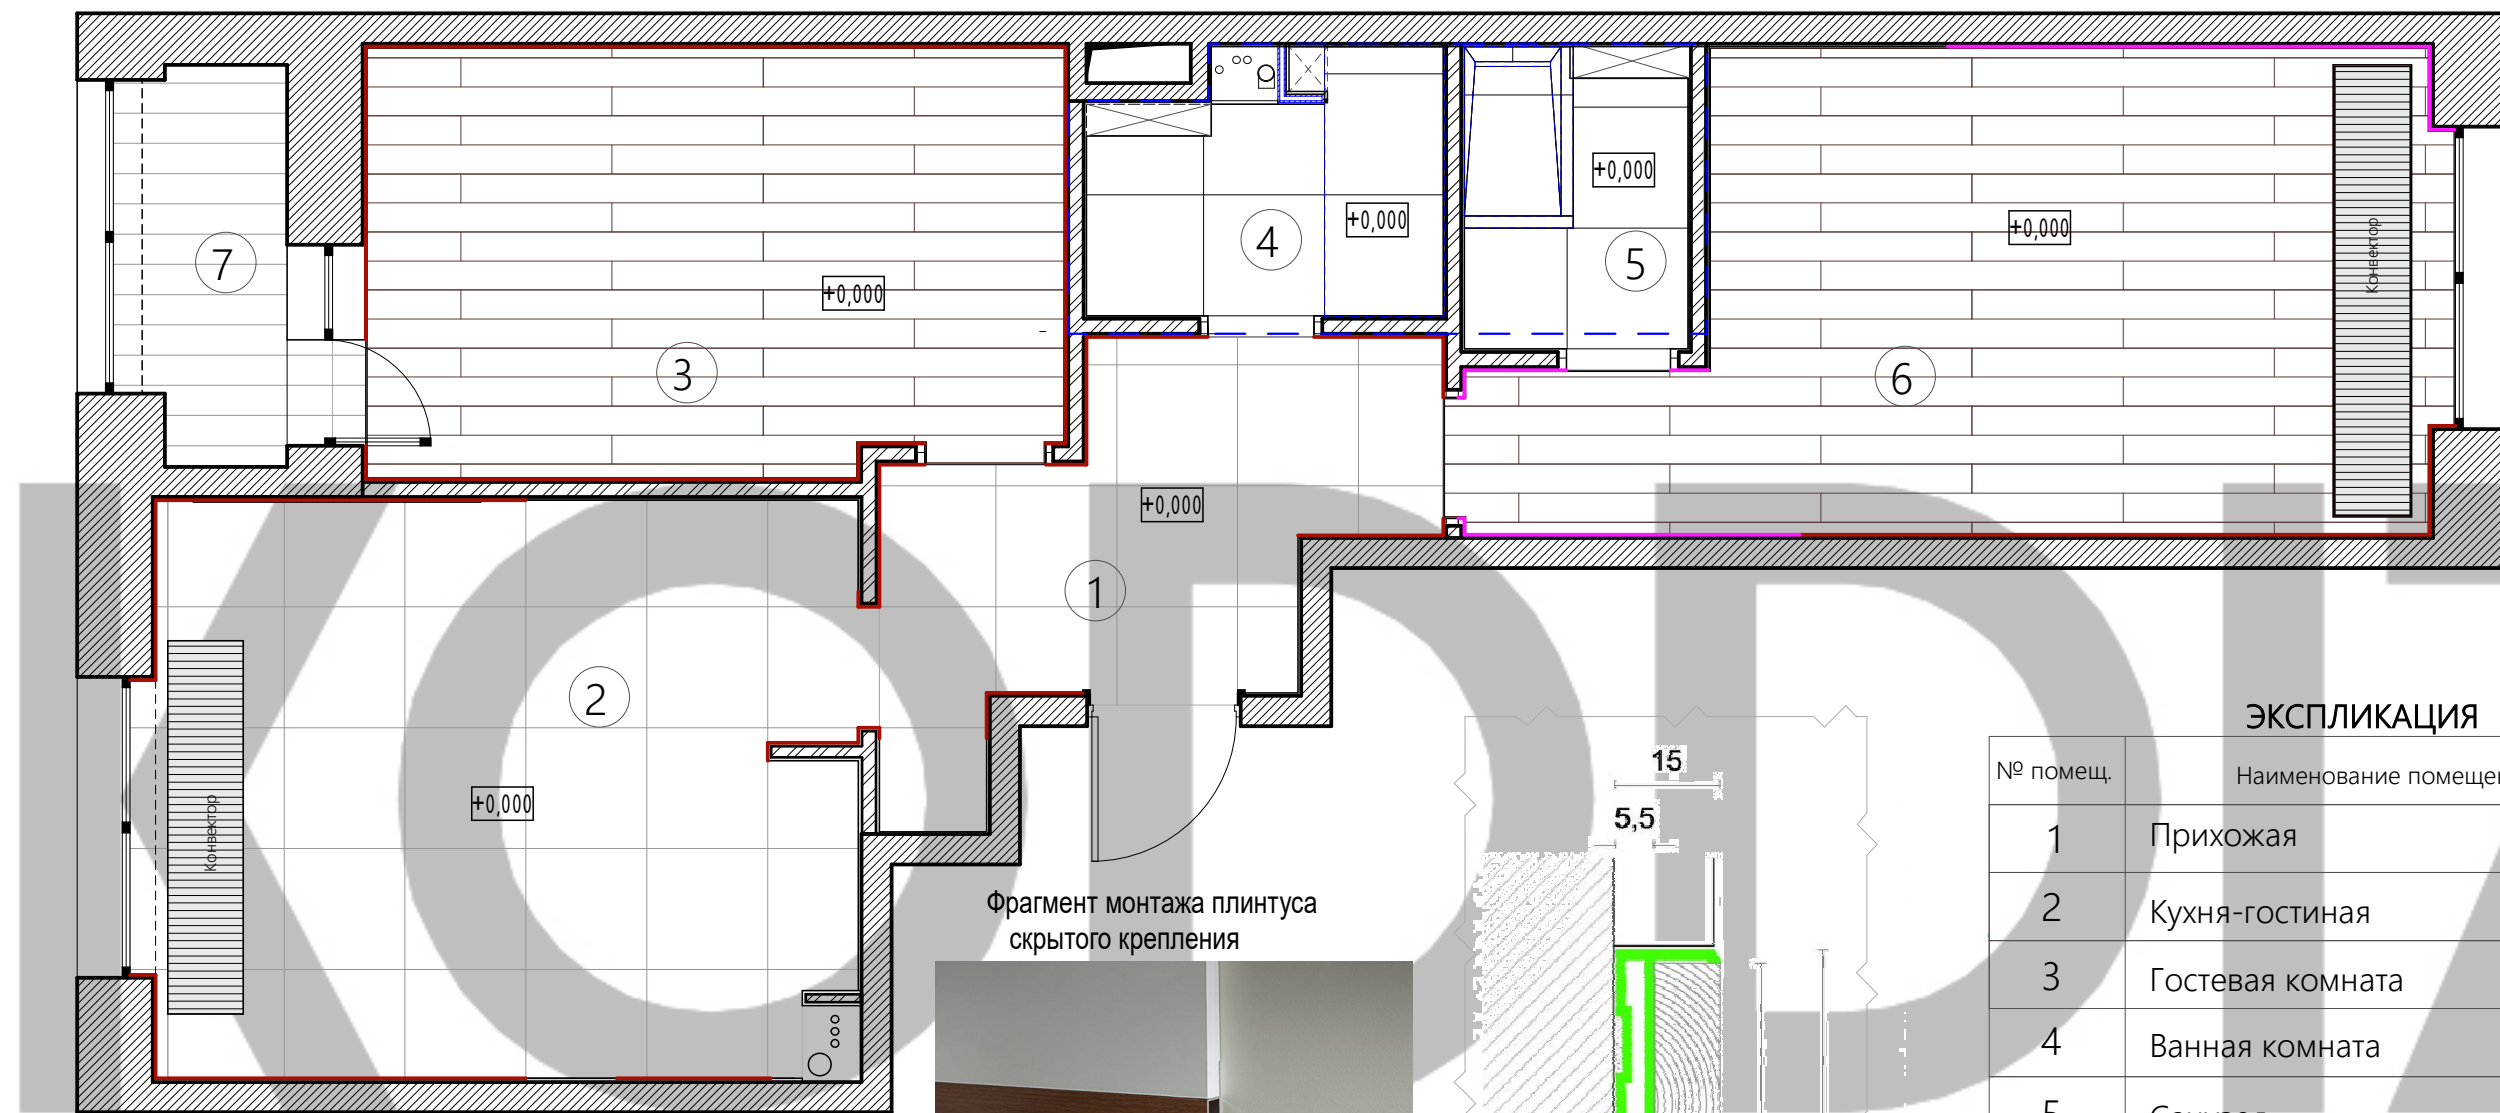 7
+0,000
3
4
+0,000
+0,000
5
+0,000
6
Конвектор
+0,000
1
2
+0,000
Конвектор
Фрагмент монтажа плинтуса
скрытого крепления
15
5,5
ЭКСПЛИКАЦИЯ
№ помещ.
Наименование помещен
1 Прихожая
2 Кухня-гостиная
3 Гостевая комната
4 Ванная комната
5